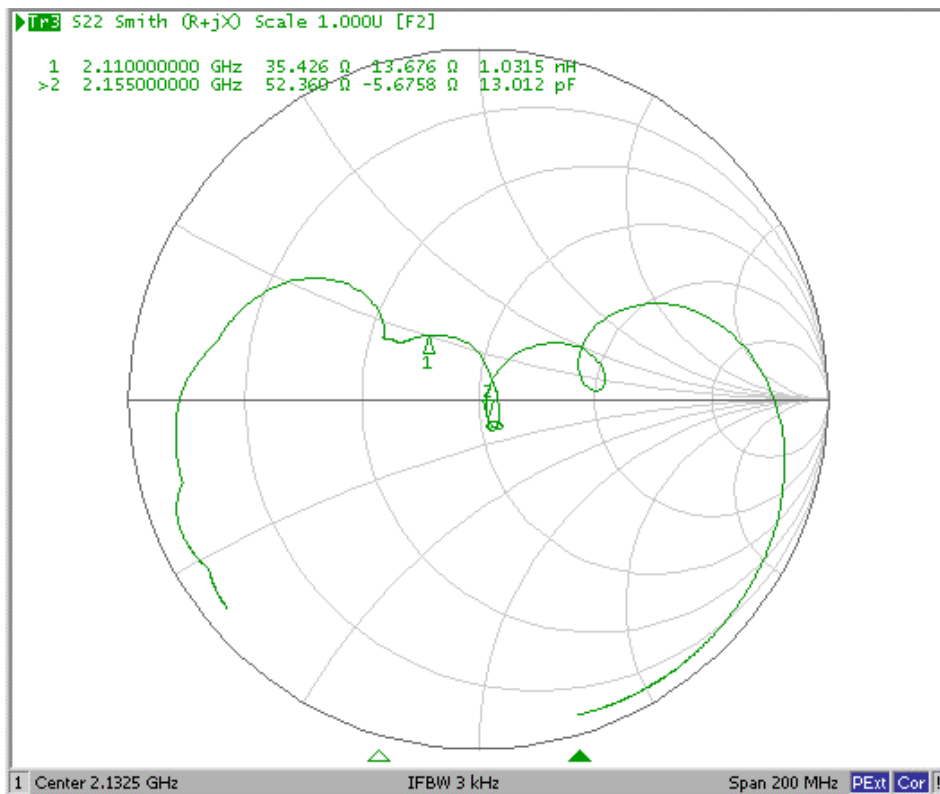 Tr3 S22 Smith (R+jX) Scale 1.000U [F2]
1 2.110000000 GHz 35.426 Ω 13.676 Ω 1.0315 nH
>2 2.155000000 GHz 52.360 Ω -5.6758 Ω 13.012 pF
1
1 Center 2.1325 GHz IFBW 3 kHz Span 200 MHz PExt Cor